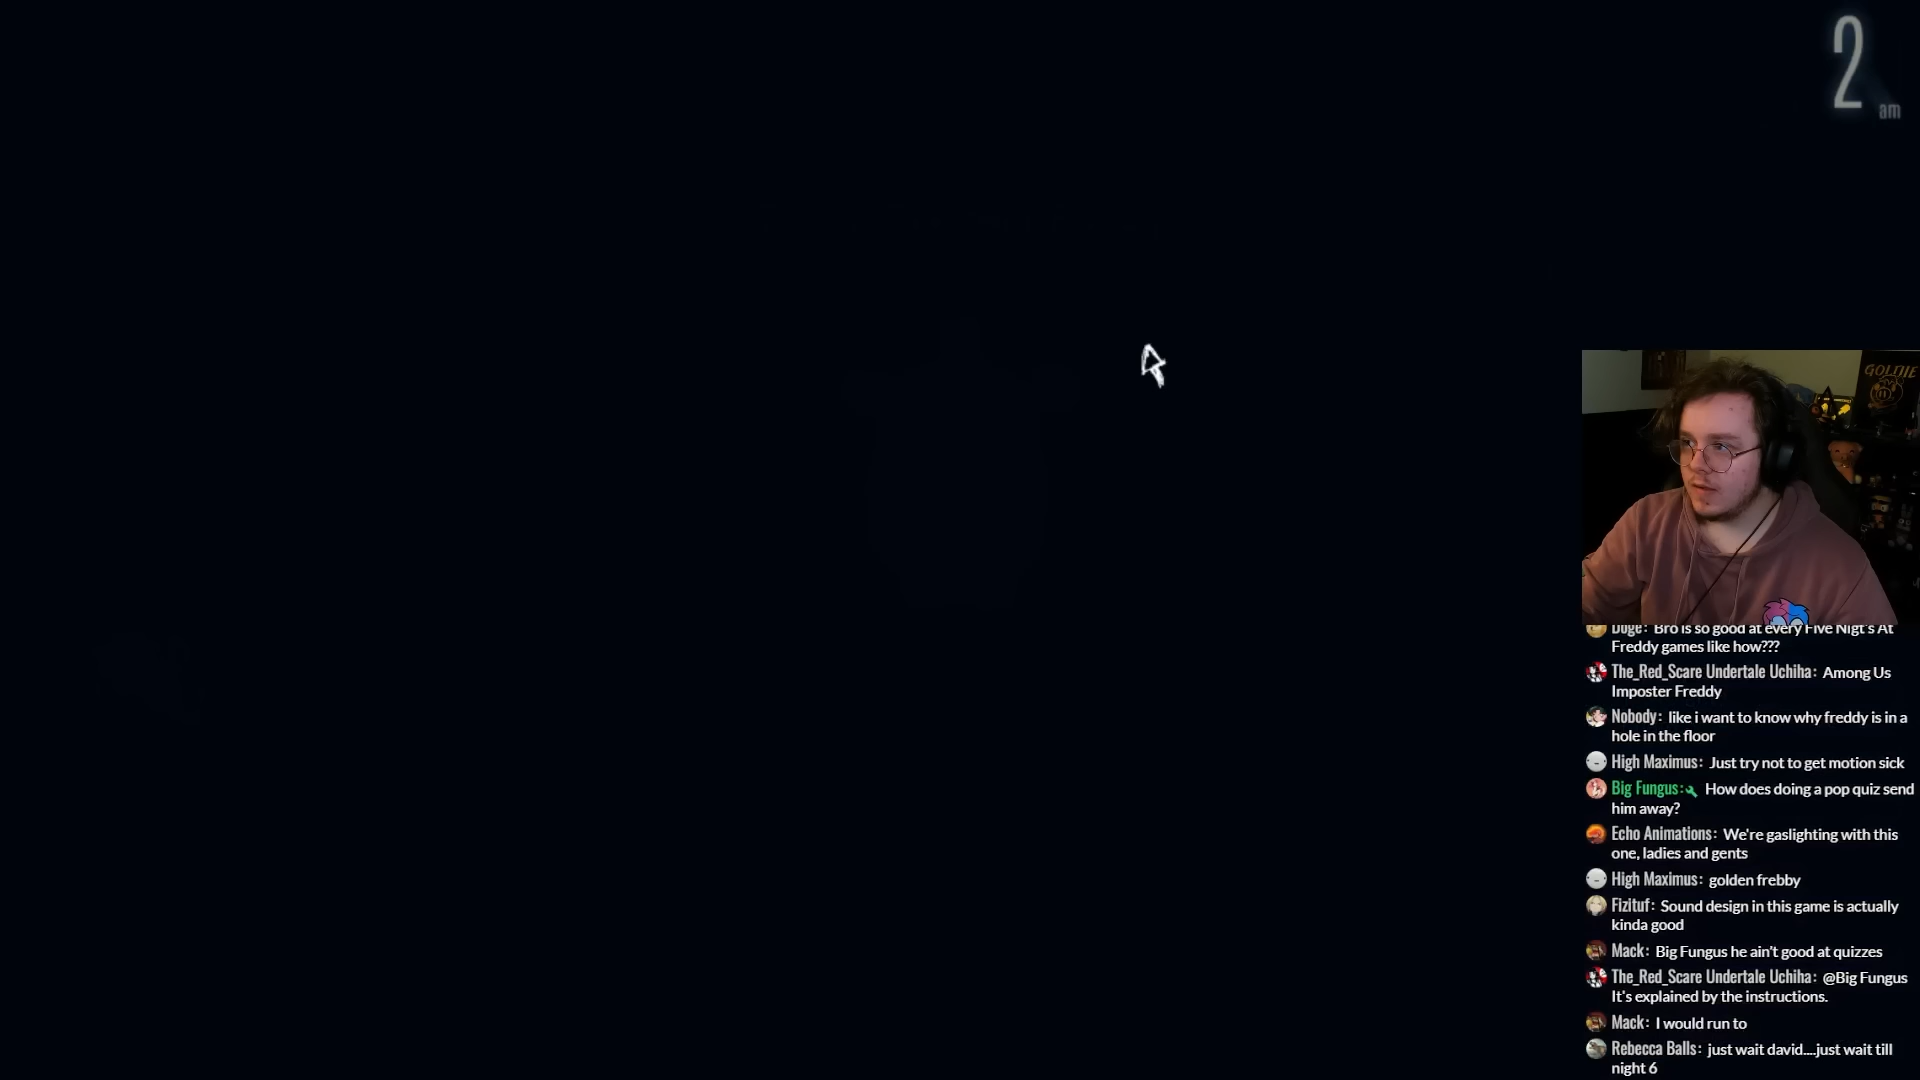 2
am
GOLDIE
Doge: Bro is so good at every Five Nigt's At
Freddy games like how???
The_Red_Scare Undertale Uchiha: Among Us
Imposter Freddy
Nobody: like i want to know why freddy is in a
hole in the floor
High Maximus: Just try not to get motion sick
Big Fungus: How does doing a pop quiz send
him away?
Echo Animations: We're gaslighting with this
one, ladies and gents
High Maximus: golden frebby
Fizituf: Sound design in this game is actually
kinda good
Mack: Big Fungus he ain't good at quizzes
The_Red_Scare Undertale Uchiha: @Big Fungus
It's explained by the instructions.
Mack: I would run to
Rebecca Balls: just wait david....just wait till
night 6